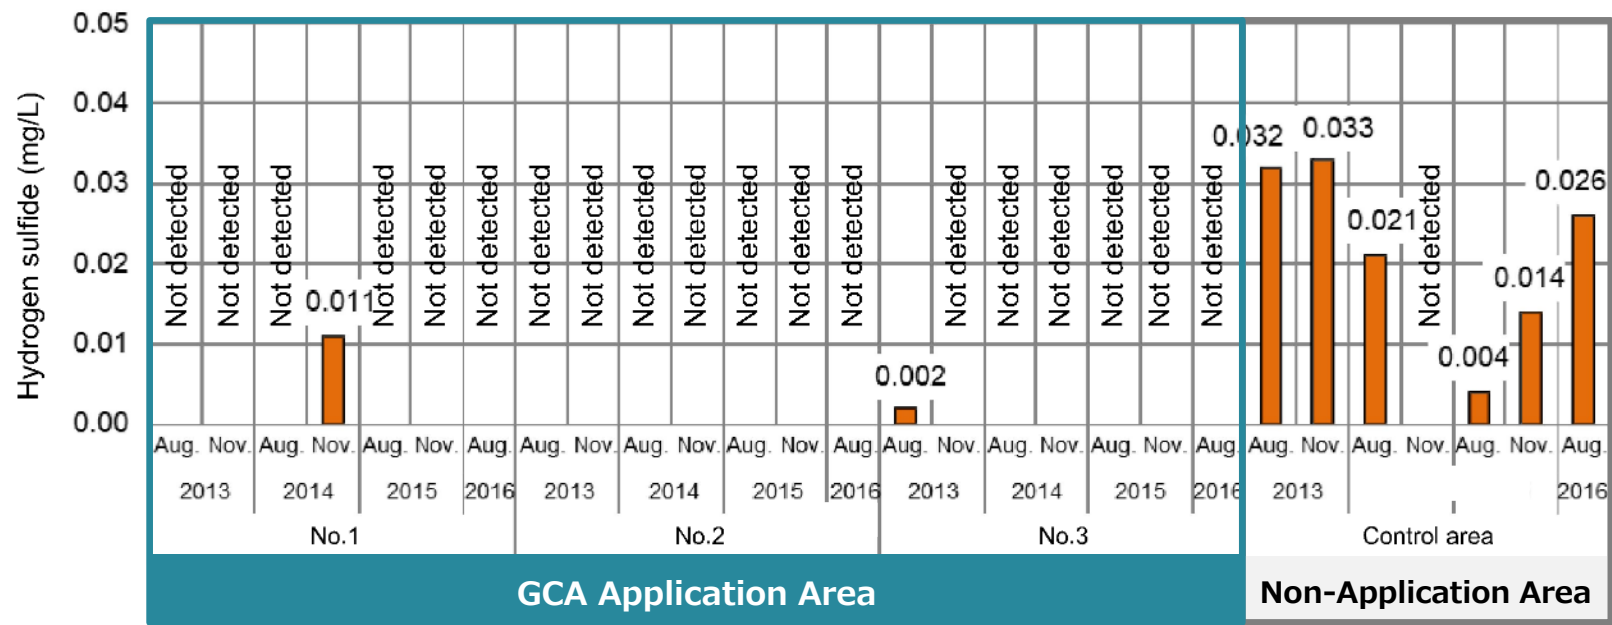 Hydrogen sulfide (mg/L)
0.05
0.04
0.03
0.02
0.01
0.00
Not detected
Not detected
Not detected
0.011
Not detected
Not detected
Not detected
Not detected
Not detected
Not detected
Not detected
Not detected
Not detected
Not detected
0.002
Not detected
Not detected
Not detected
Not detected
Not detected
Not detected
0.032
0.033
0.021
Not detected
0.004
0.014
0.026
Aug. Nov. Aug. Nov. Aug. Nov. Aug. Aug. Nov. Aug. Nov. Aug. Nov. Aug. Aug. Nov. Aug. Nov. Aug. Nov. Aug. Aug. Nov. Aug. Nov. Aug. Nov. Aug.
2013 2014 2015 2016 2013 2014 2015 2016 2013 2014 2015 2016 2013 2016
No.1 No.2 No.3 Control area
GCA Application Area
Non-Application Area